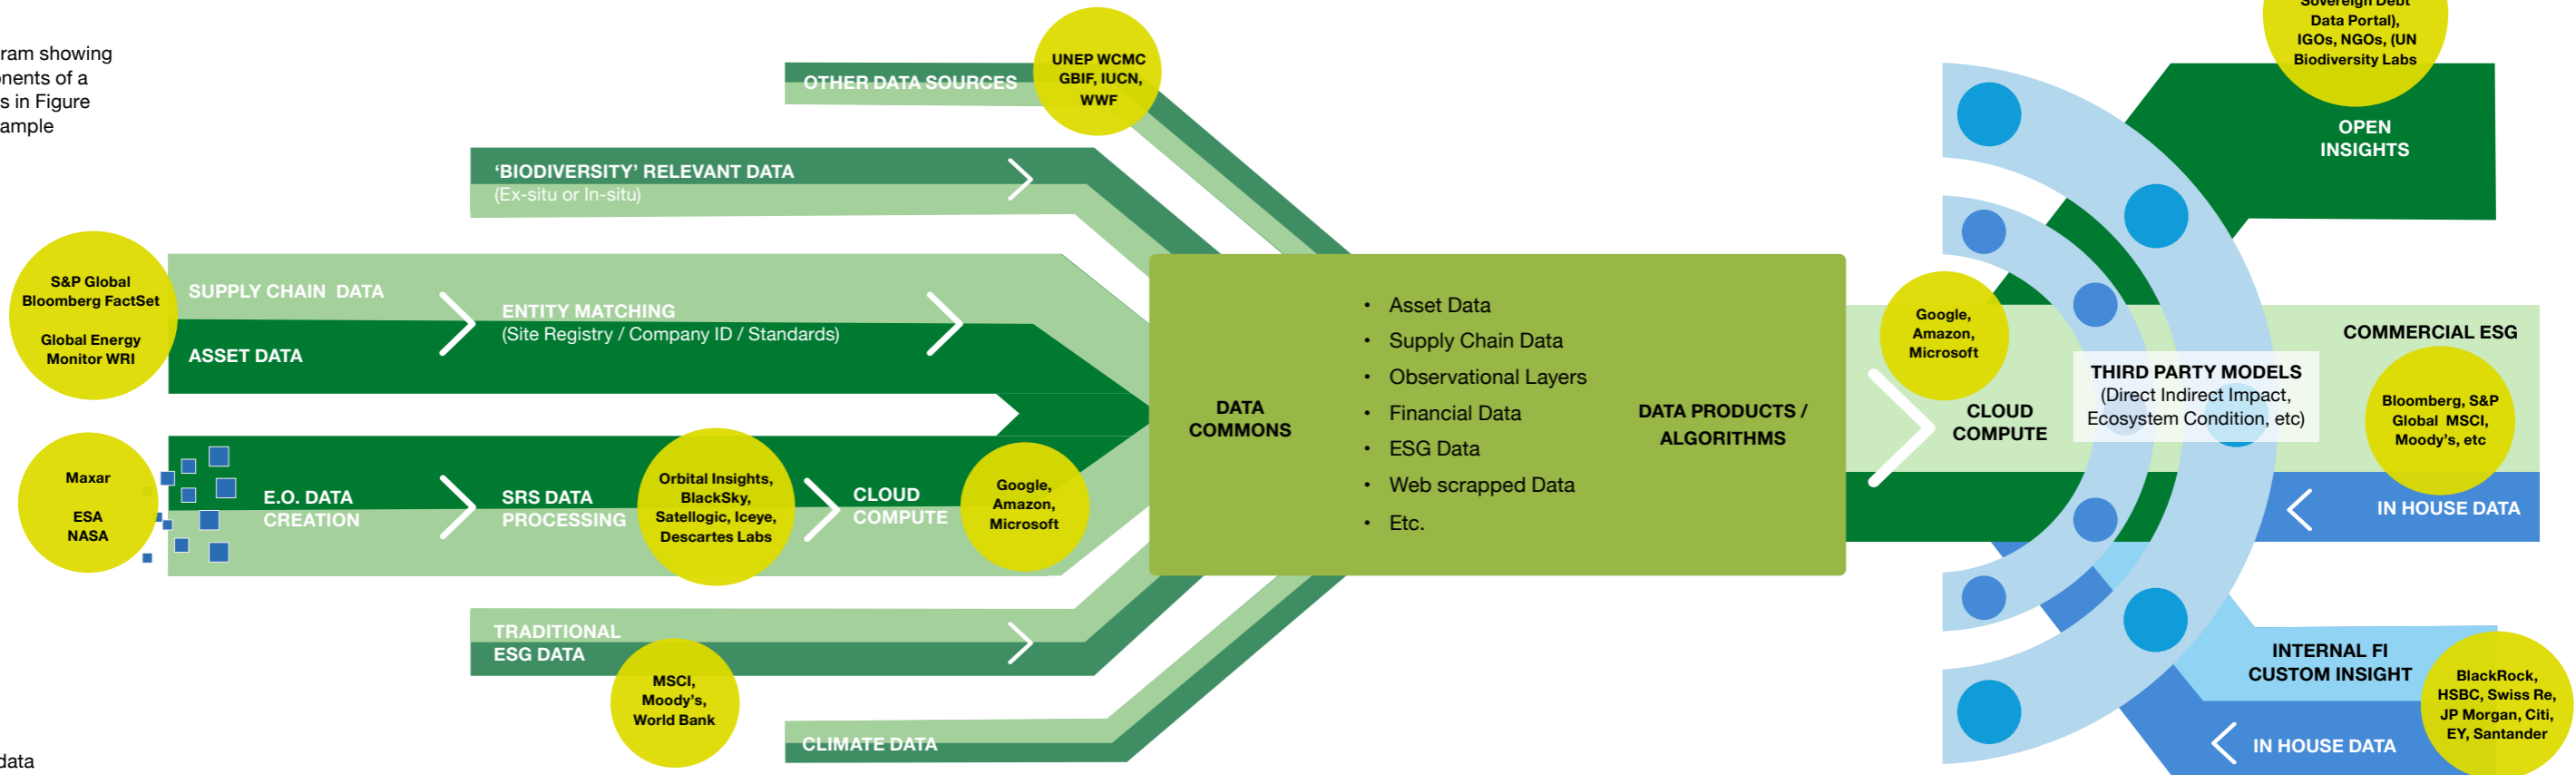 ram showing
nents of a
s in Figure
ample
data
OTHER DATA SOURCES
UNEP WCMC
GBIF, IUCN,
WWF
‘BIODIVERSITY’ RELEVANT DATA
(Ex-situ or In-situ)
S&P Global
Bloomberg FactSet
Global Energy
Monitor WRI
SUPPLY CHAIN DATA
ASSET DATA
ENTITY MATCHING
(Site Registry / Company ID / Standards)
Maxar
ESA
NASA
E.O. DATA
CREATION
SRS DATA
PROCESSING
Orbital Insights,
BlackSky,
Satellogic, Iceye,
Descartes Labs
CLOUD
COMPUTE
Google,
Amazon,
Microsoft
TRADITIONAL
ESG DATA
MSCI,
Moody’s,
World Bank
CLIMATE DATA
DATA
COMMONS
• Asset Data
• Supply Chain Data
• Observational Layers
• Financial Data
• ESG Data
• Web scrapped Data
• Etc.
DATA PRODUCTS /
ALGORITHMS
Google,
Amazon,
Microsoft
CLOUD
COMPUTE
THIRD PARTY MODELS
(Direct Indirect Impact,
Ecosystem Condition, etc)
Sovereign Debt
Data Portal),
IGOs, NGOs, (UN
Biodiversity Labs
OPEN
INSIGHTS
COMMERCIAL ESG
Bloomberg, S&P
Global MSCI,
Moody’s, etc
IN HOUSE DATA
INTERNAL FI
CUSTOM INSIGHT
BlackRock,
HSBC, Swiss Re,
JP Morgan, Citi,
EY, Santander
IN HOUSE DATA